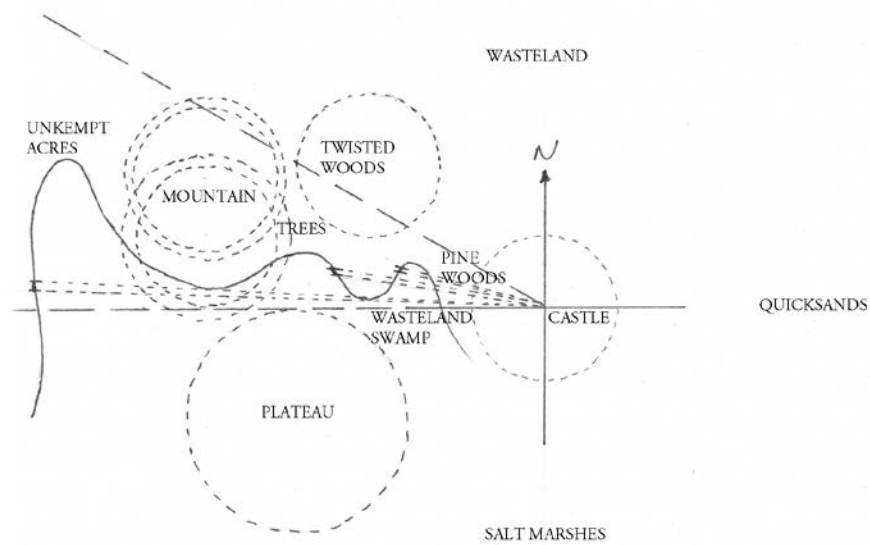 WASTELAND
UNKEMPT
ACRES
TWISTED
WOODS
N
MOUNTAIN
TREES
PINE
WOODS
QUICKSANDS
WASTELAND
SWAMP
CASTLE
PLATEAU
SALT MARSHES